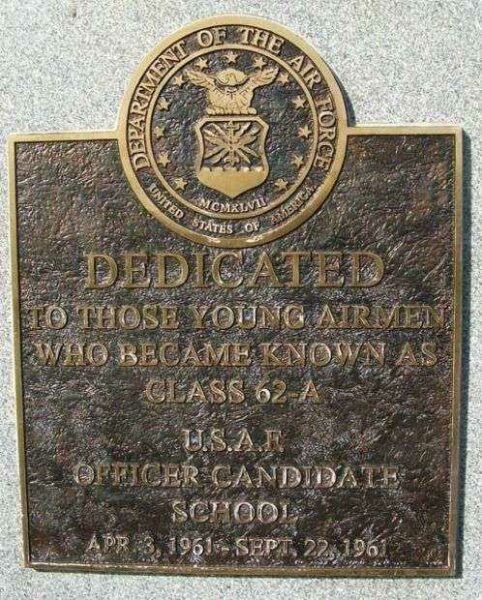 DEPARTMENT OF THE AIR FORCE
MCMXLVII
UNITED STATES OF AMERICA
DEDICATED
TO THOSE YOUNG AIRMEN
WHO BECAME KNOWN AS
CLASS 62-A
U.S.A.F.
OFFICER CANDIDATE
SCHOOL
APR. 3, 1961 - SEPT. 22, 1961